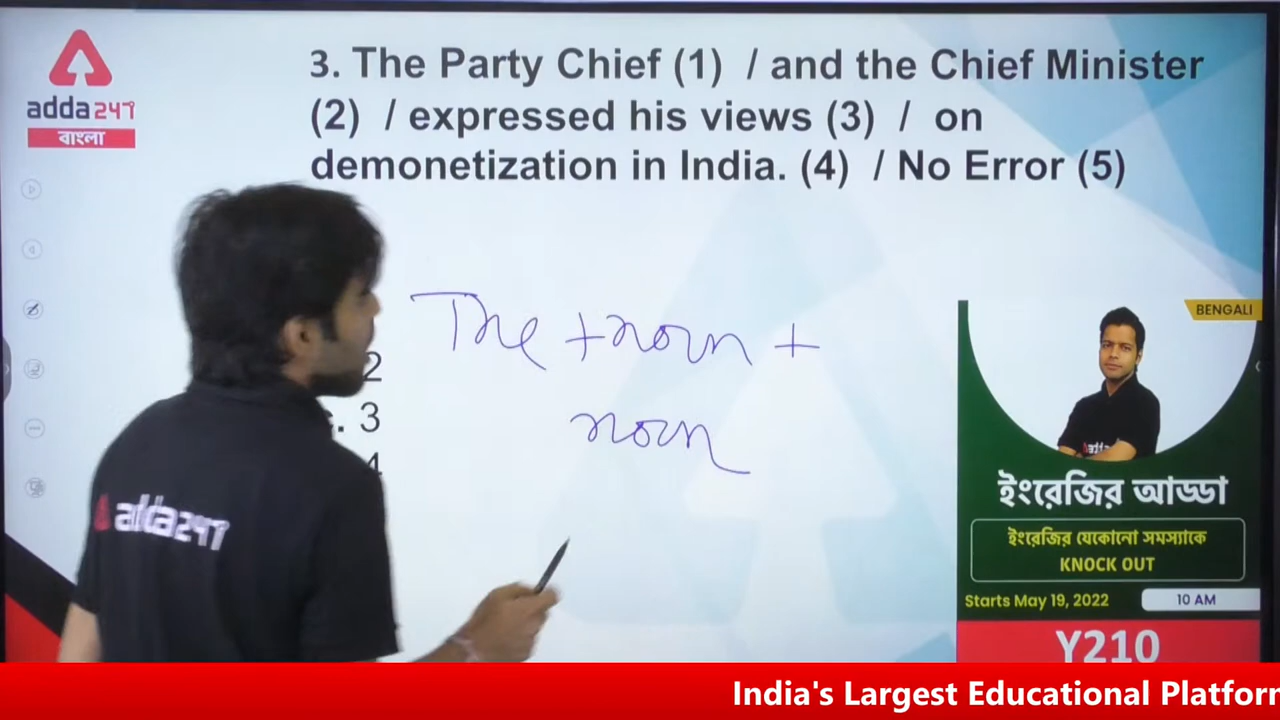 adda247
বাংলা
3. The Party Chief (1) / and the Chief Minister
(2) / expressed his views (3) / on
demonetization in India. (4) / No Error (5)
The + noun +
noun
2
. 3
4
adda247
BENGALI
ইংরেজির আড্ডা
ইংরেজির যেকোনো সমস্যাকে
KNOCK OUT
Starts May 19, 2022
10 AM
Y210
India's Largest Educational Platfor